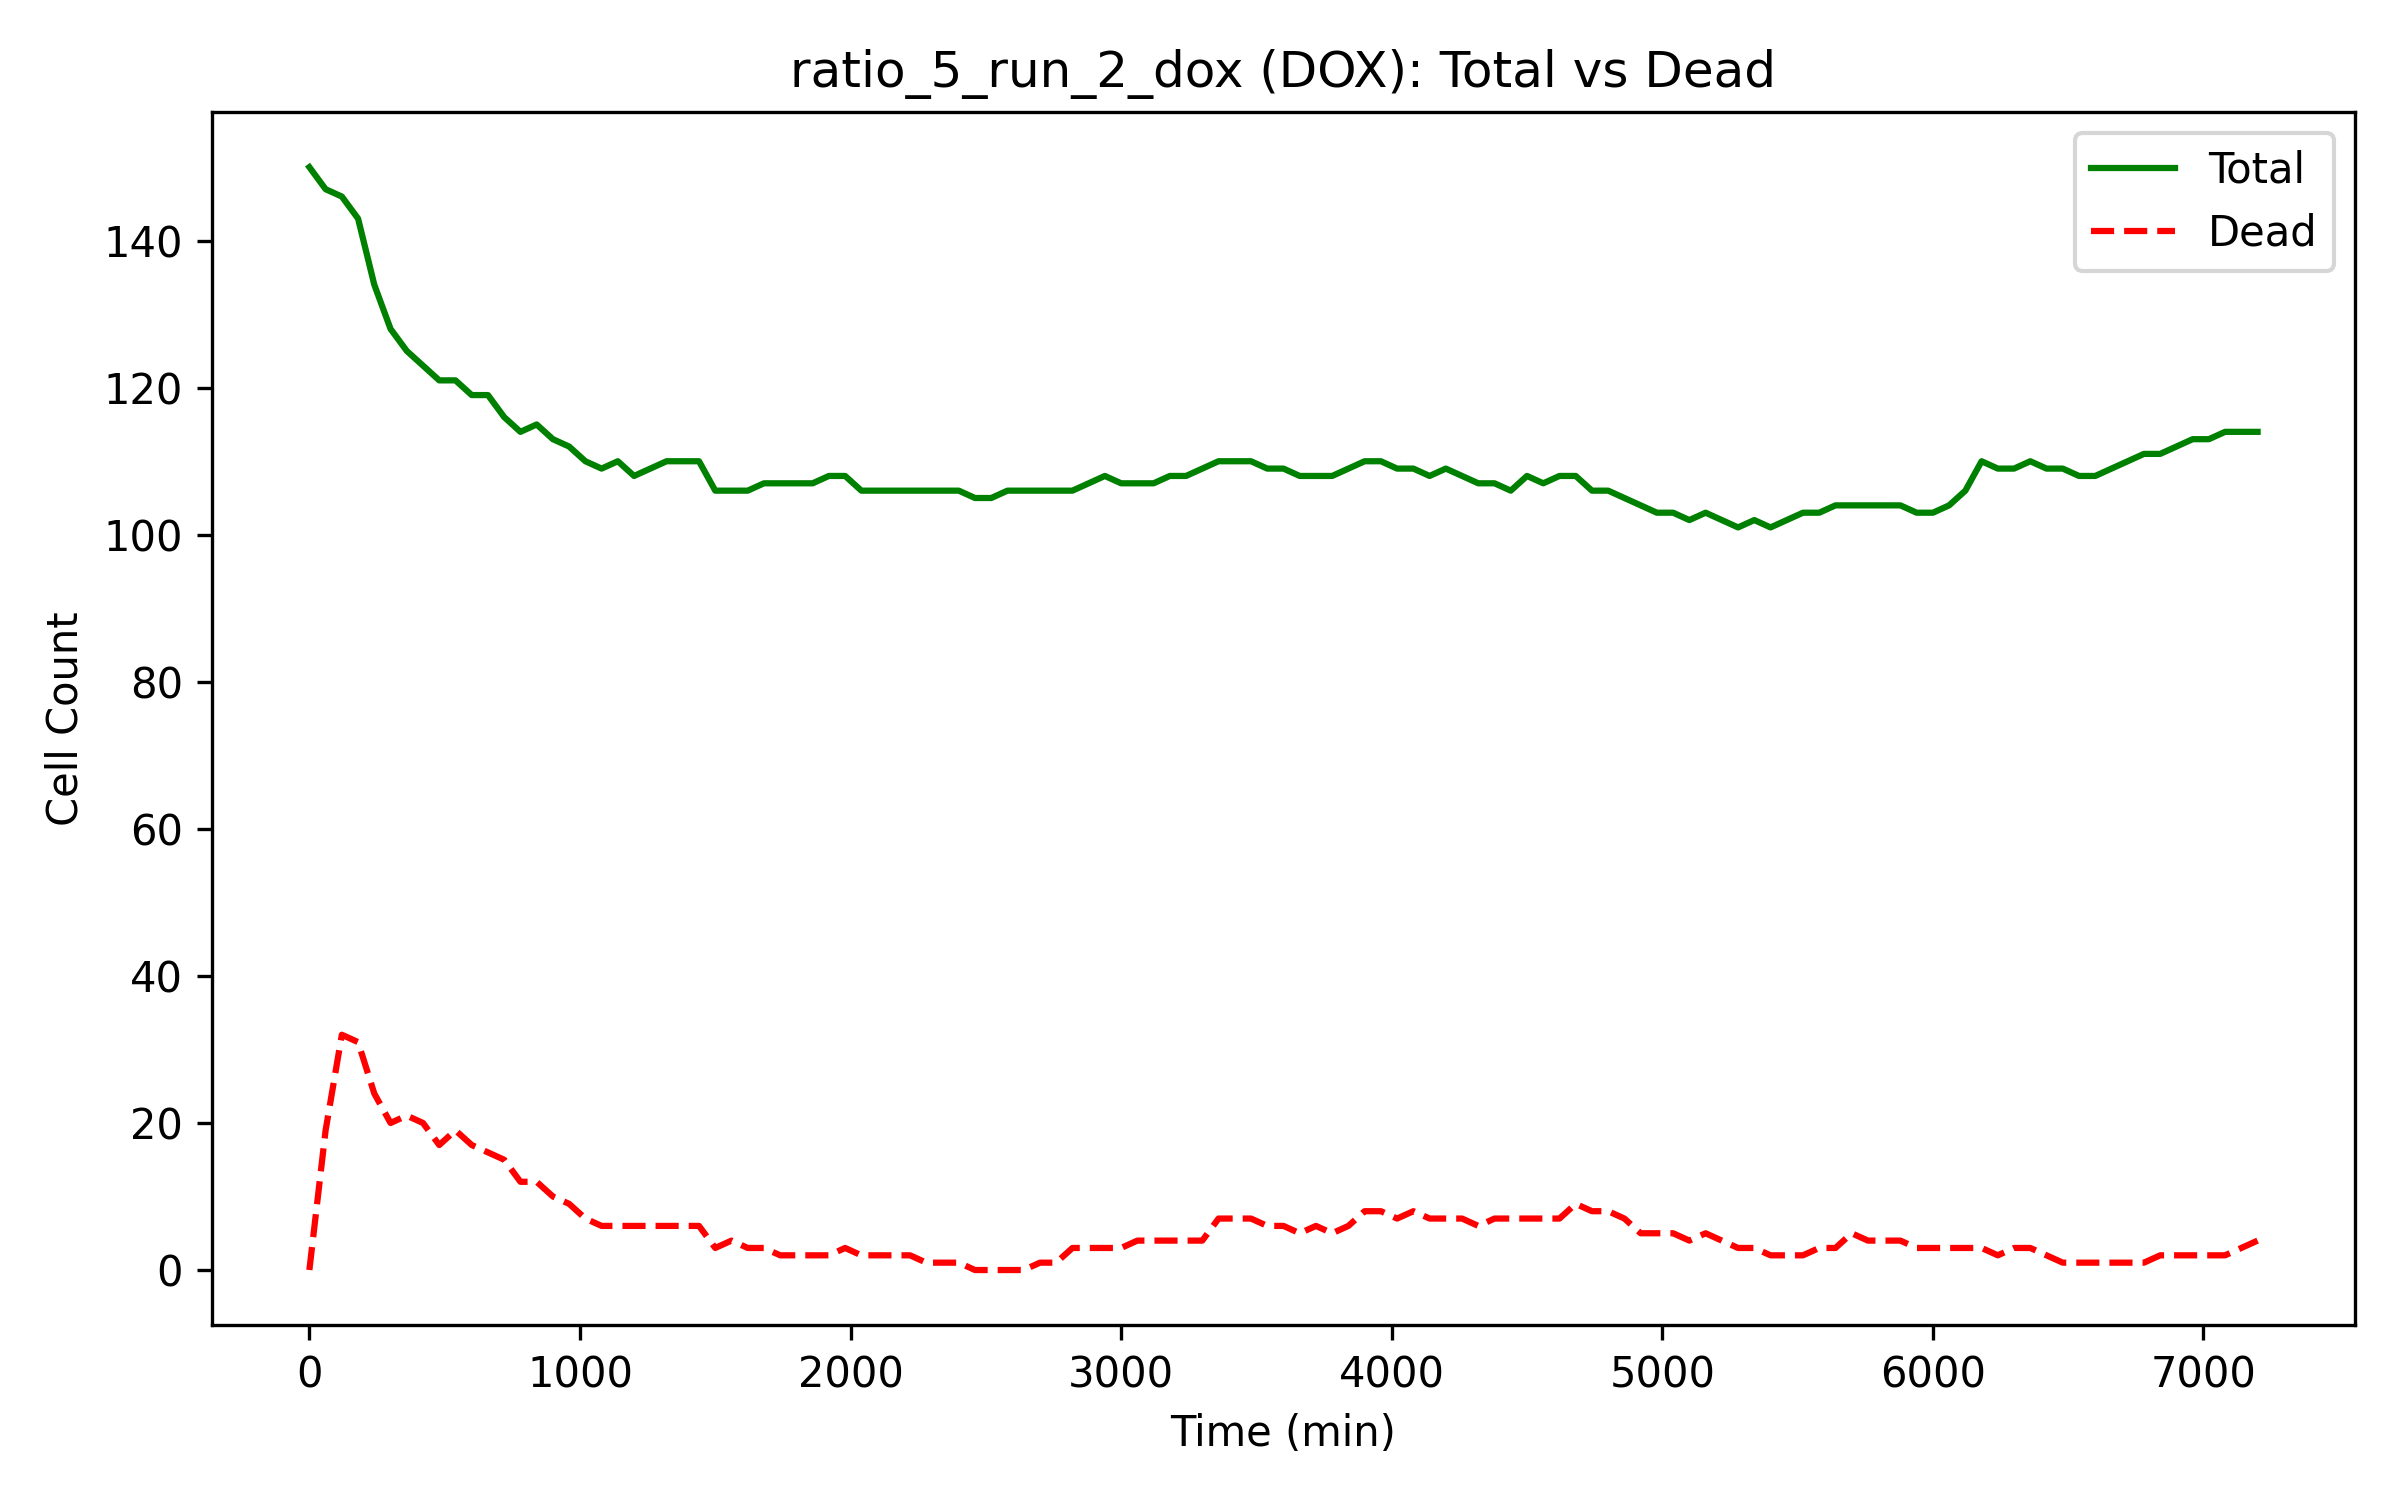 ratio_5_run_2_dox (DOX): Total vs Dead
Total
Dead
140
120
100
80
60
40
20
0
Cell Count
0 1000 2000 3000 4000 5000 6000 7000
Time (min)